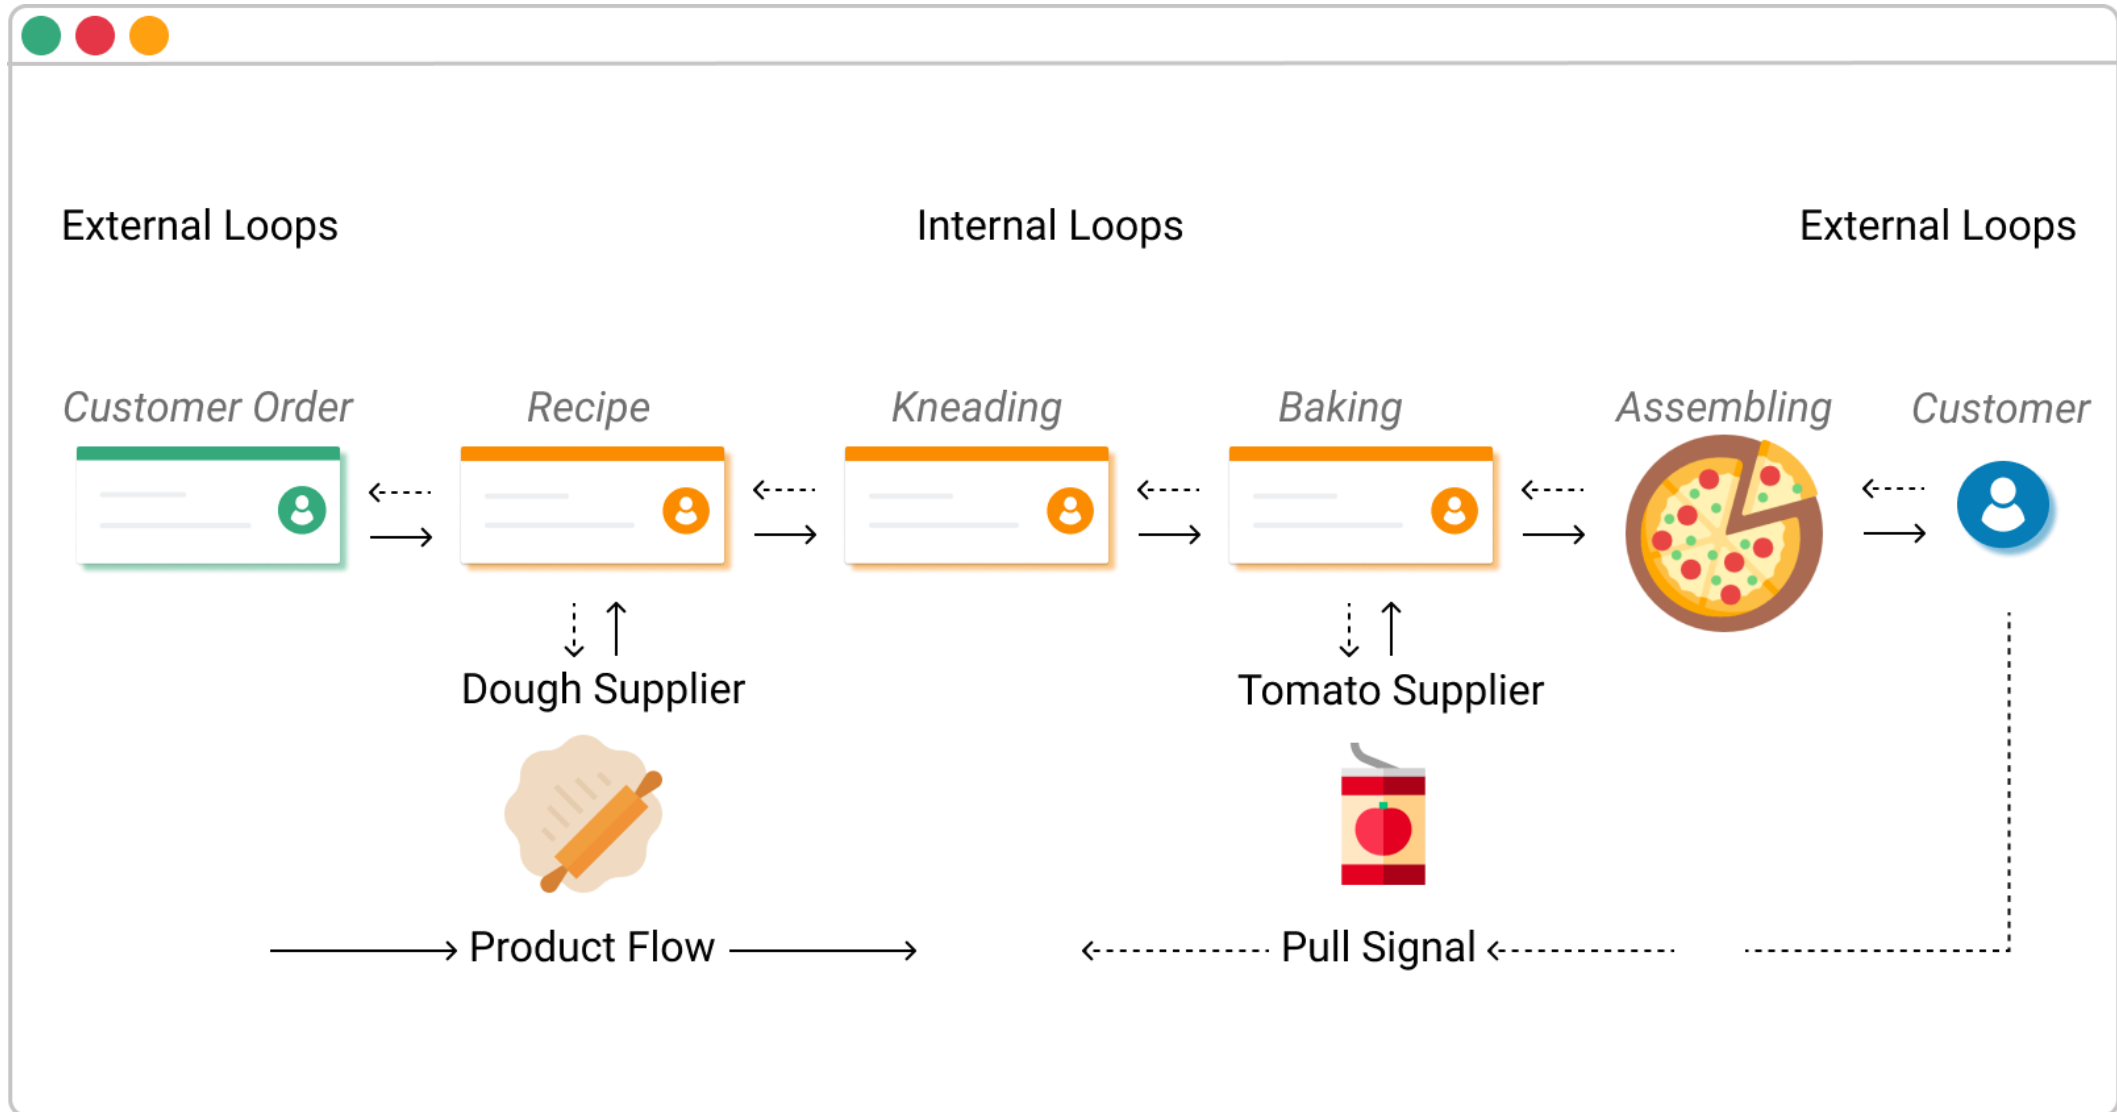 External Loops
Internal Loops
External Loops
Customer Order
Recipe
Kneading
Baking
Assembling
Customer
Dough Supplier
Tomato Supplier
Product Flow
Pull Signal